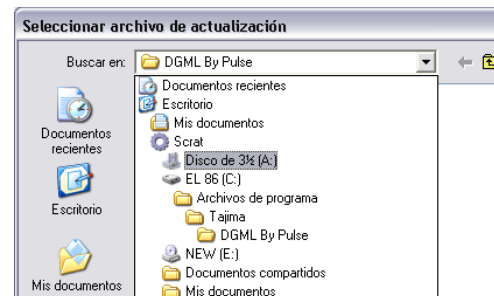 Seleccionar archivo de actualización
Buscar en: DGML By Pulse
Documentos recientes
Escritorio
Mis documentos
Scrat
Disco de 3½ (A:)
EL 86 (C:)
Archivos de programa
Tajima
DGML By Pulse
NEW (E:)
Documentos compartidos
Mis documentos
Documentos
recientes
Escritorio
Mis documentos